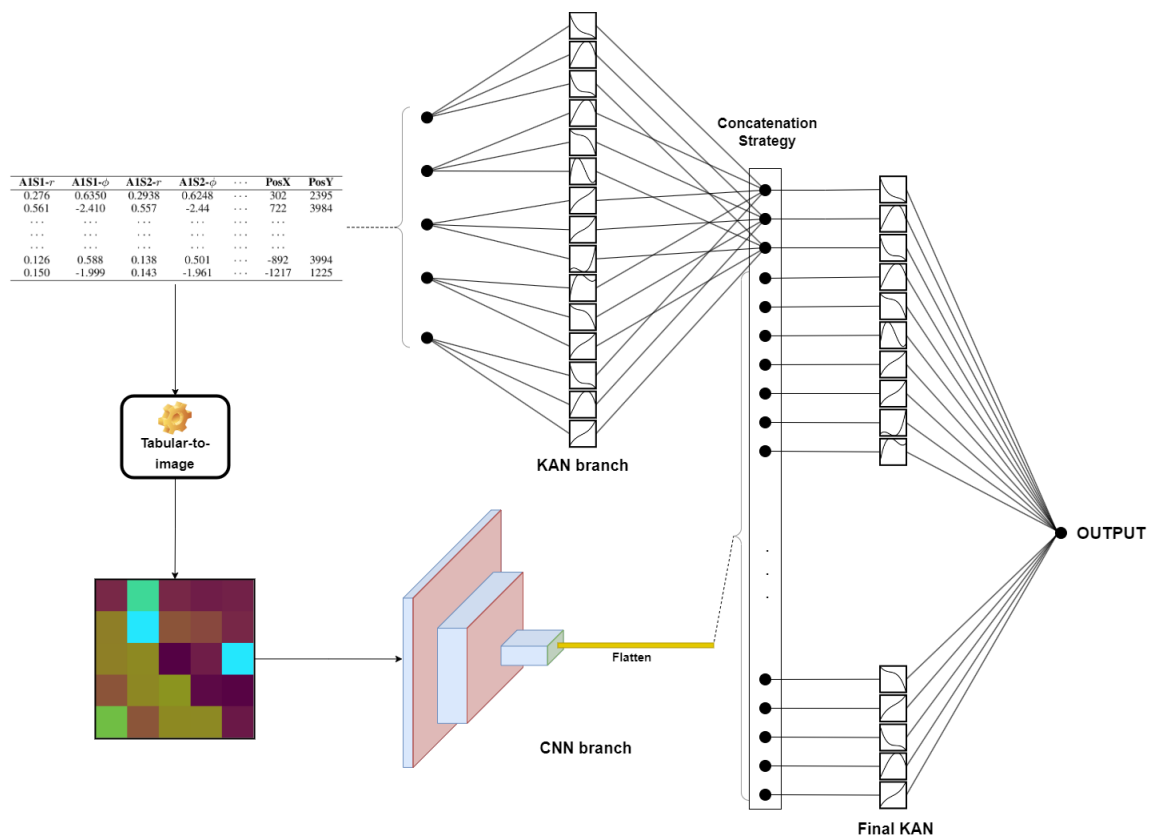 Concatenation
Strategy
A1S1-r A1S1-ϕ A1S2-r A1S2-ϕ ··· PosX PosY
0.276 0.6350 0.2938 0.6248 ··· 302 2395
0.561 -2.410 0.557 -2.44 ··· 722 3984
··· ··· ··· ··· ···
··· ··· ··· ··· ···
··· ··· ··· ··· ···
0.126 0.588 0.138 0.501 ··· -892 3994
0.150 -1.999 0.143 -1.961 ··· -1217 1225
Tabular-to-
image
KAN branch
OUTPUT
Flatten
CNN branch
Final KAN